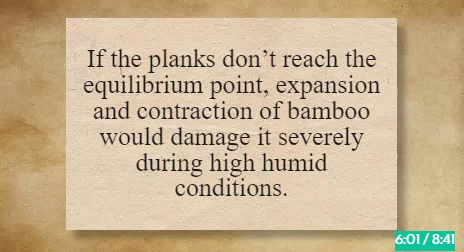 If the planks don’t reach the
equilibrium point, expansion
and contraction of bamboo
would damage it severely
during high humid
conditions.
6:01 / 8:41